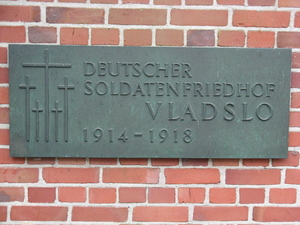 DEUTSCHER
SOLDATENFRIEDHOF
VLADSLO
1914-1918